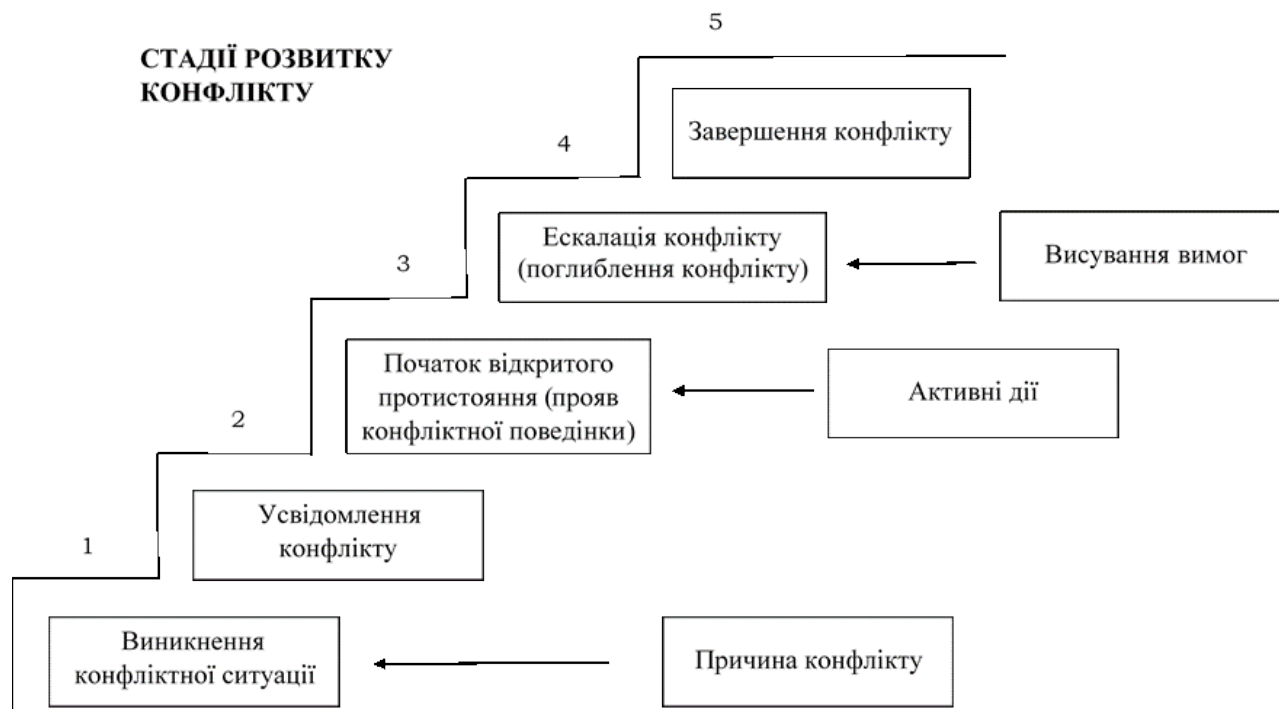 5
СТАДІЇ РОЗВИТКУ
КОНФЛІКТУ
Завершення конфлікту
4
Ескалація конфлікту
(поглиблення конфлікту)
Висування вимог
3
Початок відкритого
протистояння (прояв
конфліктної поведінки)
Активні дії
2
Усвідомлення
конфлікту
1
Виникнення
конфліктної ситуації
Причина конфлікту